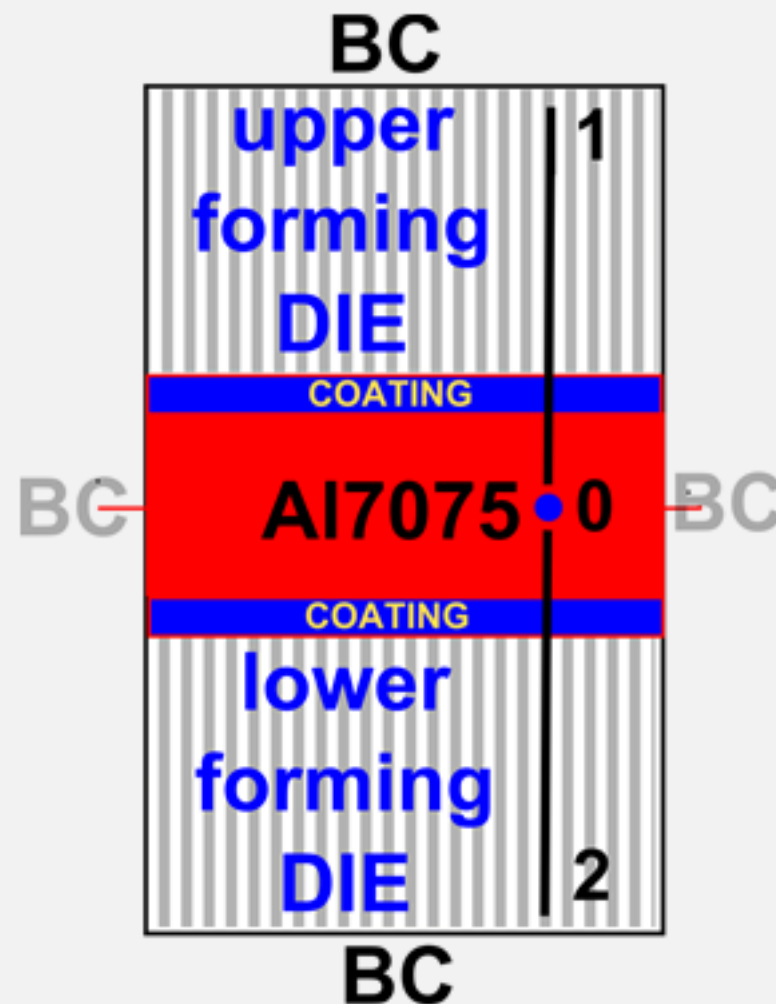 BC
upper
1
forming
DIE
COATING
BC
Al7075
0
BC
COATING
lower
forming
DIE
2
BC